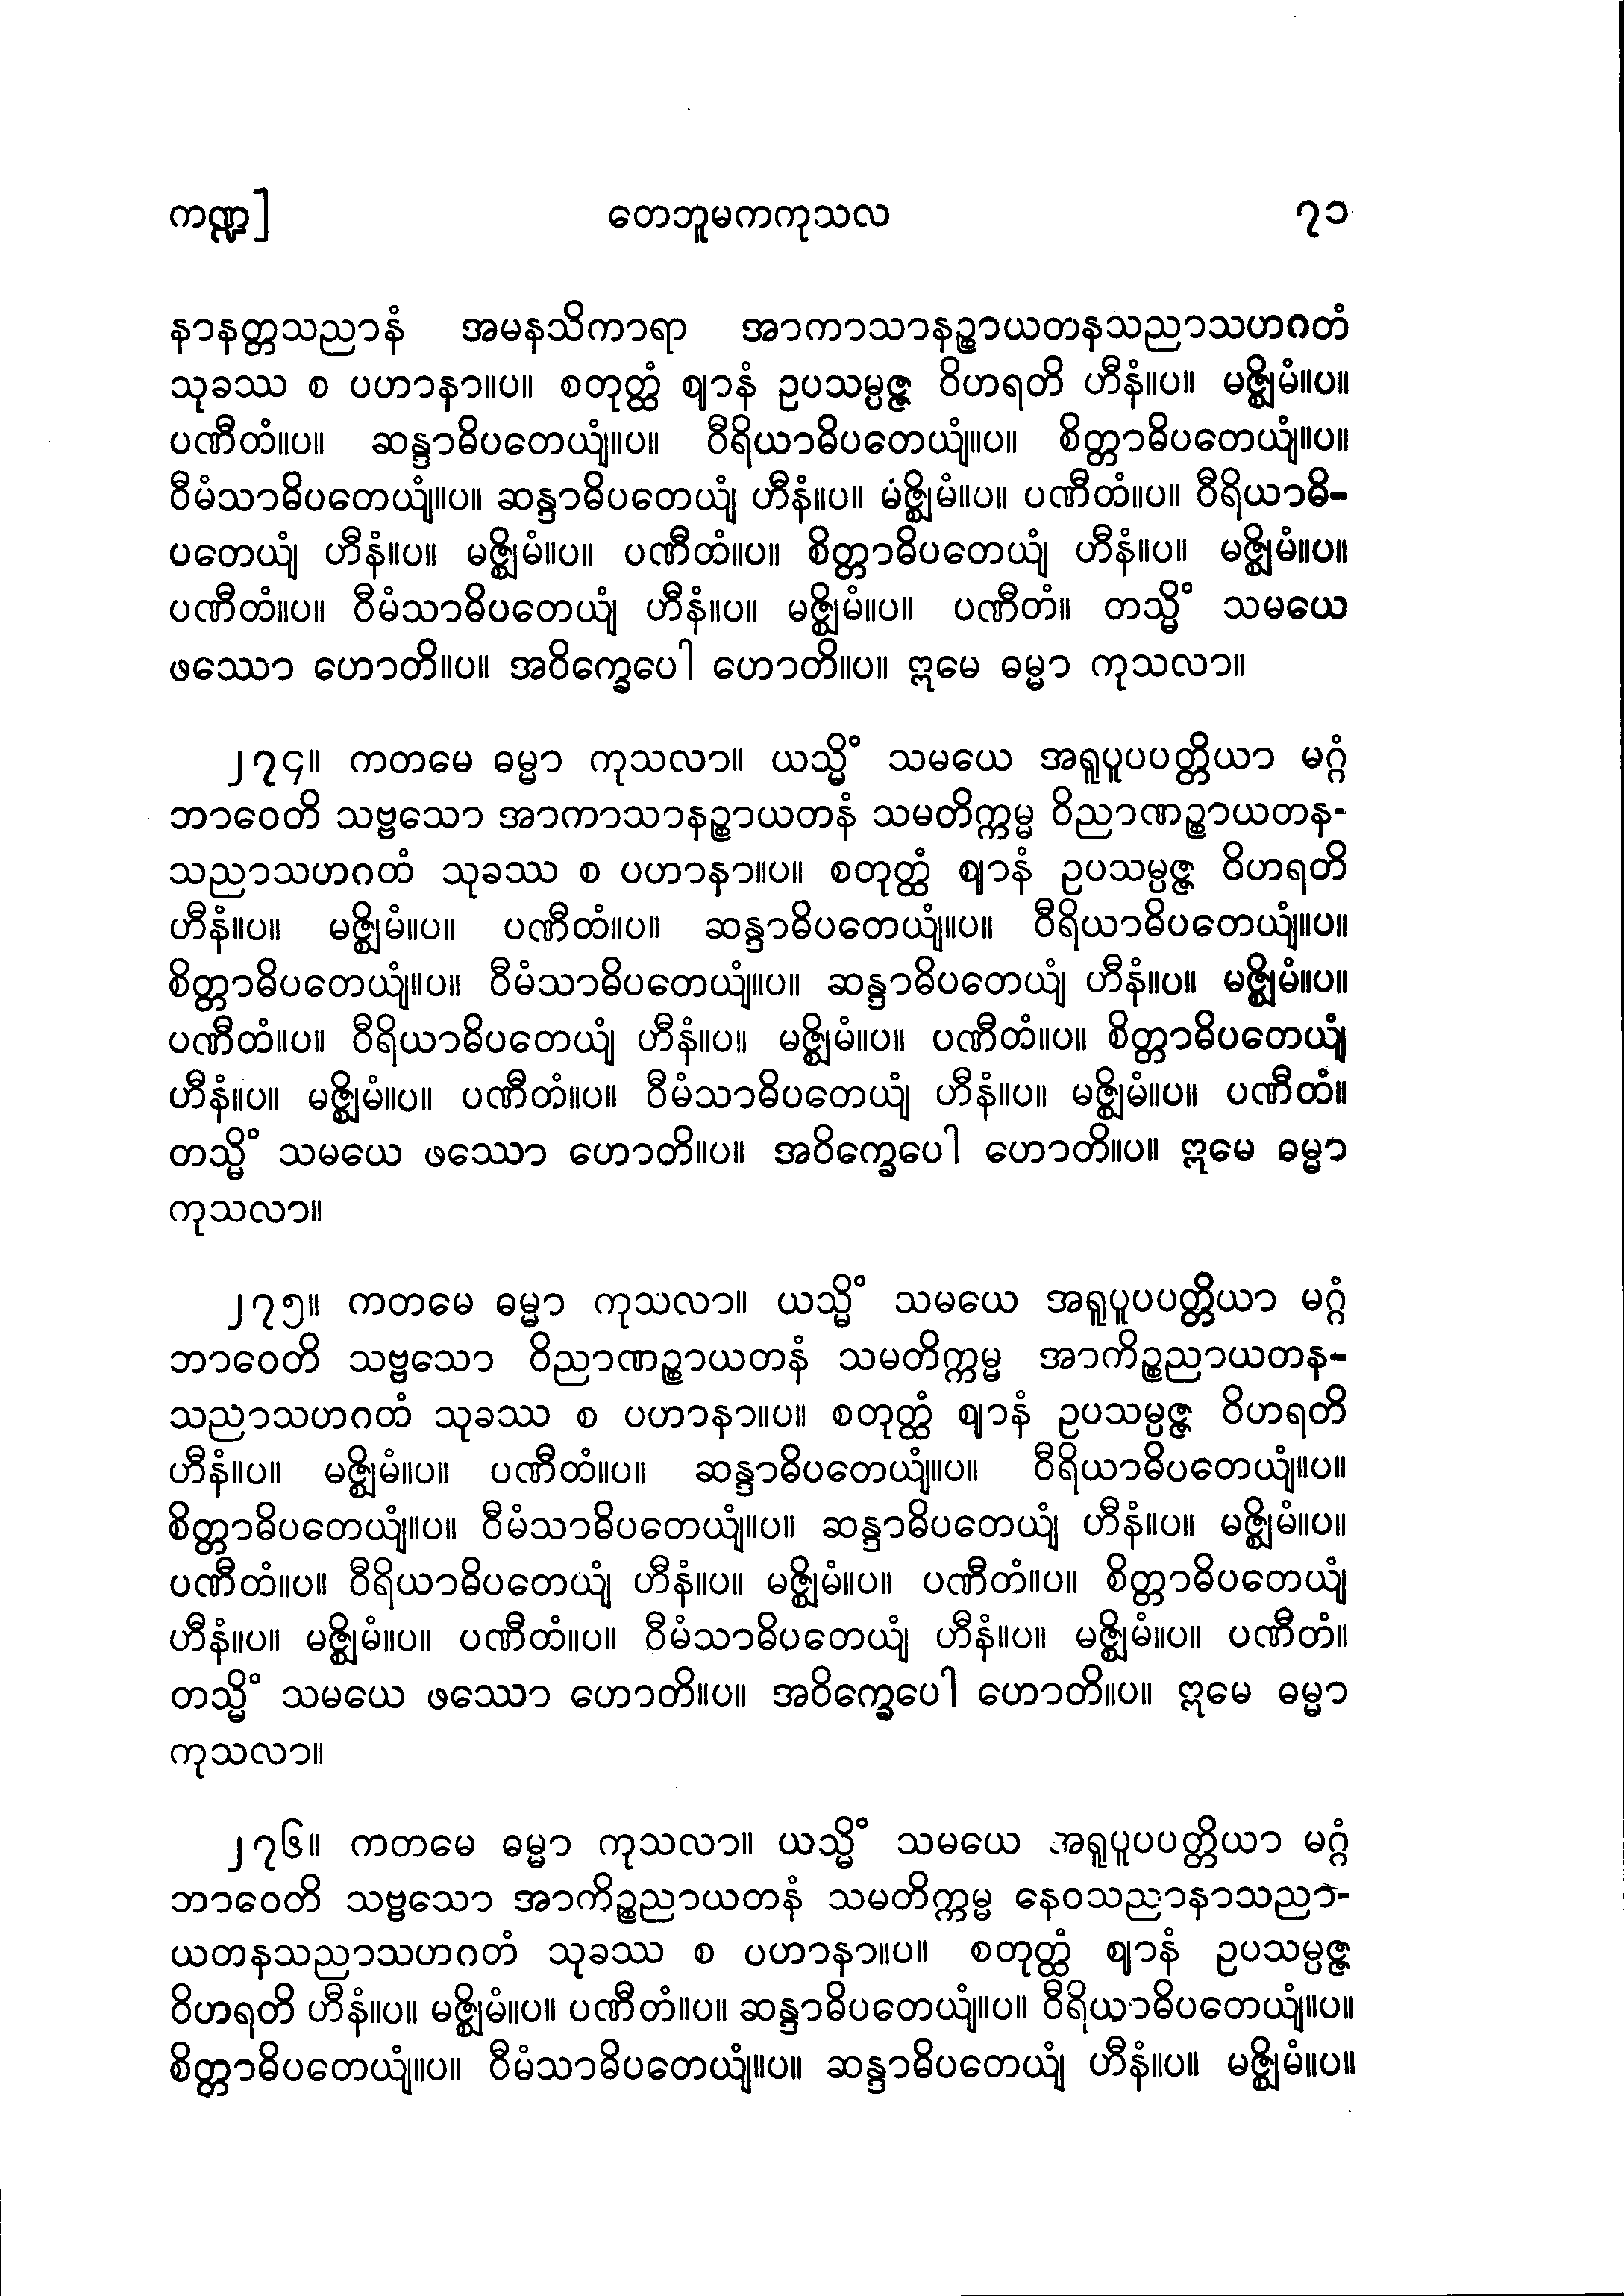 ကဏ္ဍ] တေဘူမကကုသလ ၇၁
နာနတ္တသညာနံ အမနသိကာရာ အာကာသာနဉ္စာယတနသညာသဟဂတံ
သုခဿ စ ပဟာနာ။ပ။ စတုတ္ထံ ဈာနံ ဥပသမ္ပဇ္ဇ ဝိဟရတိ ဟီနံ။ပ။ မဇ္ဈိမံ။ပ။
ပဏီတံ။ပ။ ဆန္ဒာဓိပတေယျံ။ပ။ ဝီရိယာဓိပတေယျံ။ပ။ စိတ္တာဓိပတေယျံ။ပ။
ဝီမံသာဓိပတေယျံ။ပ။ ဆန္ဒာဓိပတေယျံ ဟီနံ။ပ။ မံဇ္ဈိမံ။ပ။ ပဏီတံ။ပ။ ဝီရိယာဓိ-
ပတေယျံ ဟီနံ။ပ။ မဇ္ဈိမံ။ပ။ ပဏီတံ။ပ။ စိတ္တာဓိပတေယျံ ဟီနံ။ပ။ မဇ္ဈိမံ။ပ။
ပဏီတံ။ပ။ ဝီမံသာဓိပတေယျံ ဟီနံ။ပ။ မဇ္ဈိမံ။ပ။ ပဏီတံ။ တသ္မိံ သမယေ
ဖဿော ဟောတိ။ပ။ အဝိက္ခေပေါ ဟောတိ။ပ။ ဣမေ ဓမ္မာ ကုသလာ။
၂၇၄။ ကတမေ ဓမ္မာ ကုသလာ။ ယသ္မိံ သမယေ အရူပူပပတ္တိယာ မဂ္ဂံ
ဘာဝေတိ သဗ္ဗသော အာကာသာနဉ္စာယတနံ သမတိက္ကမ္မ ဝိညာဏဉ္စာယတန-
သညာသဟဂတံ သုခဿ စ ပဟာနာ။ပ။ စတုတ္ထံ ဈာနံ ဥပသမ္ပဇ္ဇ ဝိဟရတိ
ဟီနံ။ပ။ မဇ္ဈိမံ။ပ။ ပဏီတံ။ပ။ ဆန္ဒာဓိပတေယျံ။ပ။ ဝီရိယာဓိပတေယျံ။ပ။
စိတ္တာဓိပတေယျံ။ပ။ ဝီမံသာဓိပတေယျံ။ပ။ ဆန္ဒာဓိပတေယျံ ဟီနံ။ပ။ မဇ္ဈိမံ။ပ။
ပဏီတံ။ပ။ ဝီရိယာဓိပတေယျံ ဟီနံ။ပ။ မဇ္ဈိမံ။ပ။ ပဏီတံ။ပ။ စိတ္တာဓိပတေယျံ
ဟီနံ။ပ။ မဇ္ဈိမံ။ပ။ ပဏီတံ။ပ။ ဝီမံသာဓိပတေယျံ ဟီနံ။ပ။ မဇ္ဈိမံ။ပ။ ပဏီတံ။
တသ္မိံ သမယေ ဖဿော ဟောတိ။ပ။ အဝိက္ခေပေါ ဟောတိ။ပ။ ဣမေ ဓမ္မာ
ကုသလာ။
၂၇၅။ ကတမေ ဓမ္မာ ကုသလာ။ ယသ္မိံ သမယေ အရူပူပပတ္တိယာ မဂ္ဂံ
ဘာဝေတိ သဗ္ဗသော ဝိညာဏဉ္စာယတနံ သမတိက္ကမ္မ အာကိဉ္စညာယတန-
သညာသဟဂတံ သုခဿ စ ပဟာနာ။ပ။ စတုတ္ထံ ဈာနံ ဥပသမ္ပဇ္ဇ ဝိဟရတိ
ဟီနံ။ပ။ မဇ္ဈိမံ။ပ။ ပဏီတံ။ပ။ ဆန္ဒာဓိပတေယျံ။ပ။ ဝီရိယာဓိပတေယျံ။ပ။
စိတ္တာဓိပတေယျံ။ပ။ ဝီမံသာဓိပတေယျံ။ပ။ ဆန္ဒာဓိပတေယျံ ဟီနံ။ပ။ မဇ္ဈိမံ။ပ။
ပဏီတံ။ပ။ ဝီရိယာဓိပတေယျံ ဟီနံ။ပ။ မဇ္ဈိမံ။ပ။ ပဏီတံ။ပ။ စိတ္တာဓိပတေယျံ
ဟီနံ။ပ။ မဇ္ဈိမံ။ပ။ ပဏီတံ။ပ။ ဝီမံသာဓိပတေယျံ ဟီနံ။ပ။ မဇ္ဈိမံ။ပ။ ပဏီတံ။
တသ္မိံ သမယေ ဖဿော ဟောတိ။ပ။ အဝိက္ခေပေါ ဟောတိ။ပ။ ဣမေ ဓမ္မာ
ကုသလာ။
၂၇၆။ ကတမေ ဓမ္မာ ကုသလာ။ ယသ္မိံ သမယေ အရူပူပပတ္တိယာ မဂ္ဂံ
ဘာဝေတိ သဗ္ဗသော အာကိဉ္စညာယတနံ သမတိက္ကမ္မ နေဝသညာနာသညာ-
ယတနသညာသဟဂတံ သုခဿ စ ပဟာနာ။ပ။ စတုတ္ထံ ဈာနံ ဥပသမ္ပဇ္ဇ
ဝိဟရတိ ဟီနံ။ပ။ မဇ္ဈိမံ။ပ။ ပဏီတံ။ပ။ ဆန္ဒာဓိပတေယျံ။ပ။ ဝီရိယာဓိပတေယျံ။ပ။
စိတ္တာဓိပတေယျံ။ပ။ ဝီမံသာဓိပတေယျံ။ပ။ ဆန္ဒာဓိပတေယျံ ဟီနံ။ပ။ မဇ္ဈိမံ။ပ။